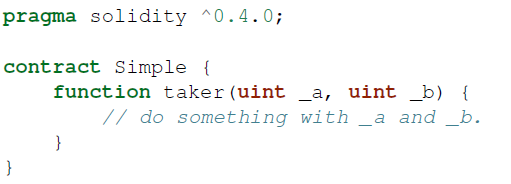 pragma solidity ^0.4.0;
contract Simple {
    function taker(uint _a, uint _b) {
        // do something with _a and _b.
    }
}